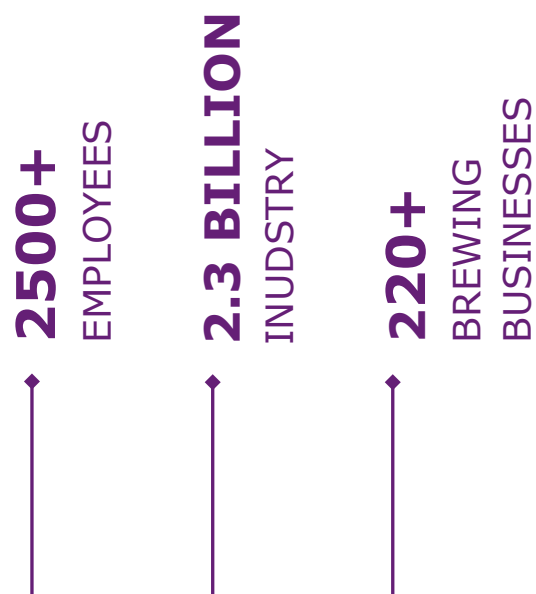 2500+
EMPLOYEES
2.3 BILLION
INUDSTRY
220+
BREWING
BUSINESSES